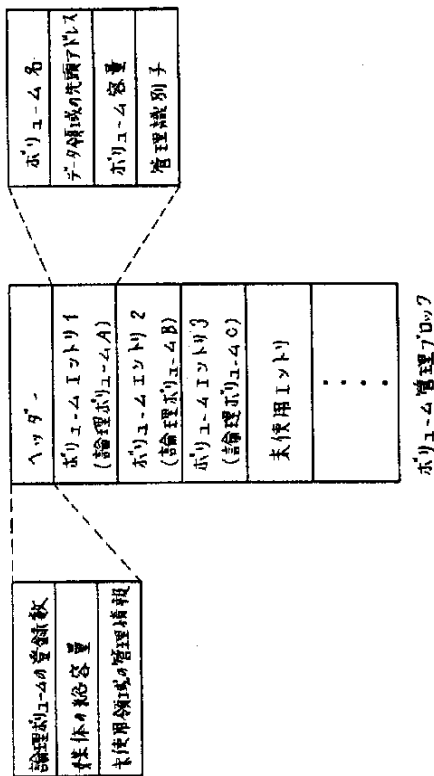 論理ボリュームの登録数
媒体の総容量
未使用領域の管理情報
ヘッダー
ボリュームエントリ1
(論理ボリュームA)
ボリュームエントリ2
(論理ボリュームB)
ボリュームエントリ3
(論理ボリュームC)
未使用エントリ
・・・・
ボリューム管理ブロック
ボリューム名
データ領域の先頭アドレス
ボリューム容量
管理識別子